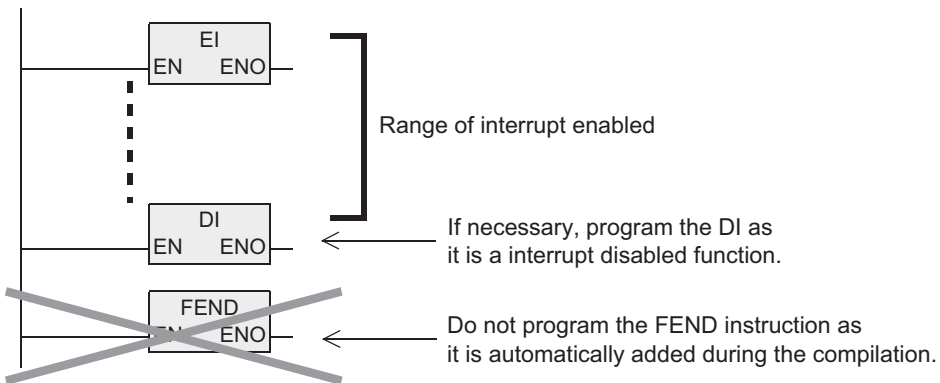 EI
EN ENO
Range of interrupt enabled
DI
EN ENO
If necessary, program the DI as
it is a interrupt disabled function.
FEND
EN ENO
Do not program the FEND instruction as
it is automatically added during the compilation.